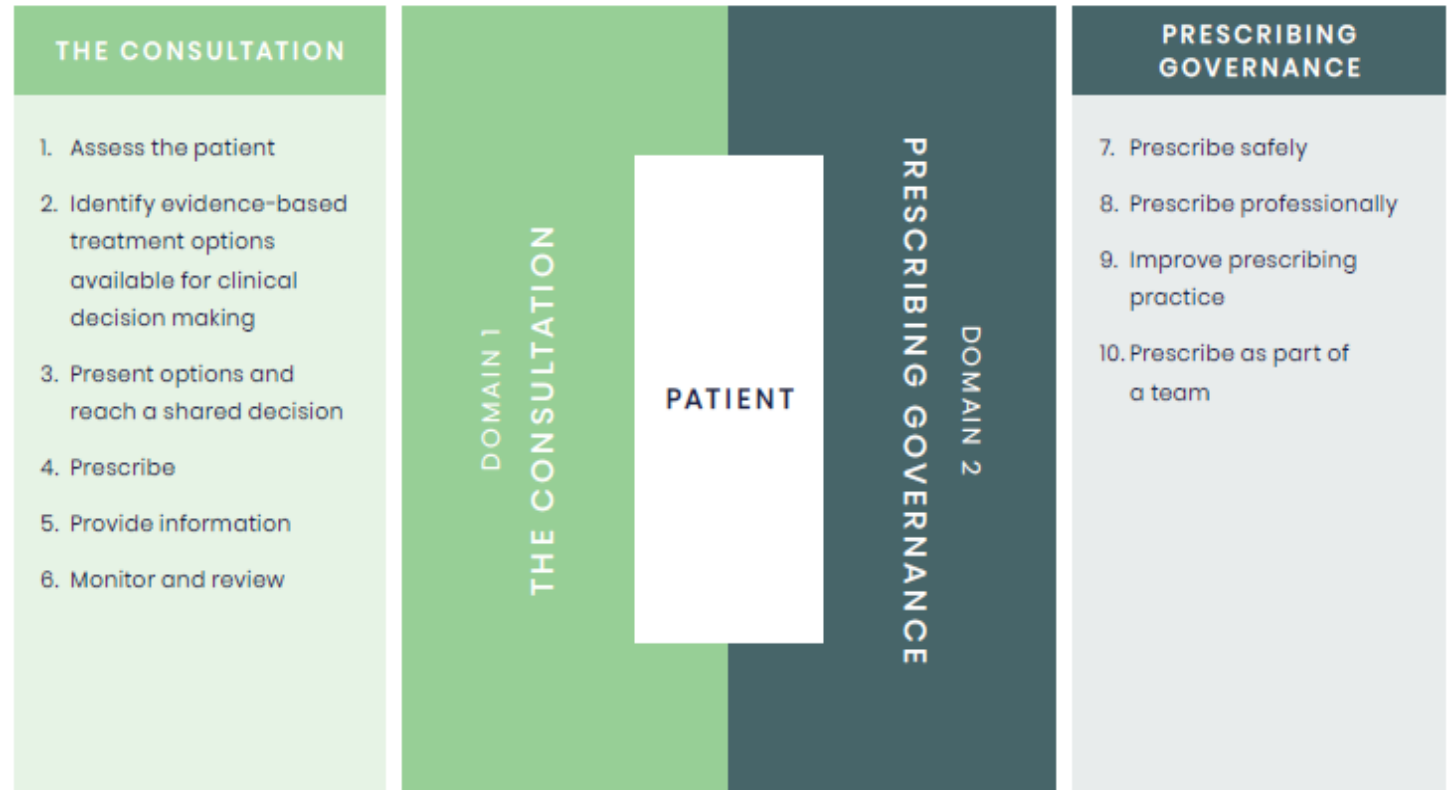 THE CONSULTATION
1. Assess the patient
2. Identify evidence-based
treatment options
available for clinical
decision making
3. Present options and
reach a shared decision
4. Prescribe
5. Provide information
6. Monitor and review
DOMAIN 1
THE CONSULTATION
PATIENT
PRESCRIBING GOVERNANCE
DOMAIN 2
PRESCRIBING
GOVERNANCE
7. Prescribe safely
8. Prescribe professionally
9. Improve prescribing
practice
10. Prescribe as part of
a team